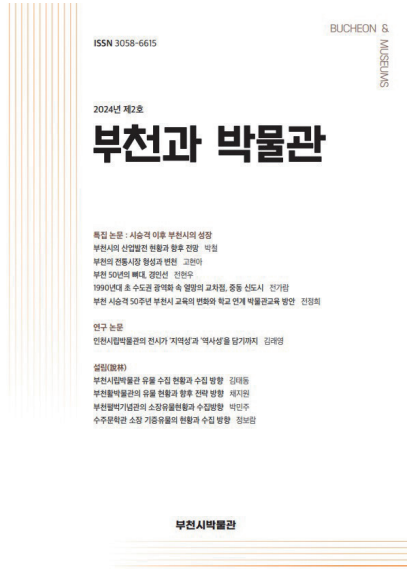 BUCHEON &
MUSEUMS
ISSN 3058-6615
2024년 제2호
부천과 박물관
특집 논문 : 시승격 이후 부천시의 성장
부천시의 산업발전 현황과 향후 전망 박철
부천의 전통시장 형성과 변천 고현아
부천 50년의 뼈대, 경인선 전현우
1990년대 초 수도권 광역화 속 열망의 교차점, 중동 신도시 전가람
부천 시승격 50주년 부천시 교육의 변화와 학교 연계 박물관교육 방안 전정희
연구 논문
인천시립박물관의 전시가 '지역성'과 '역사성'을 담기까지 김래영
설림(說林)
부천시립박물관 유물 수집 현황과 수집 방향 김태동
부천활박물관의 유물 현황과 향후 전략 방향 채지원
부천펄벅기념관의 소장유물현황과 수집방향 박민주
수주문학관 소장 기증유물의 현황과 수집 방향 정보람
부천시박물관